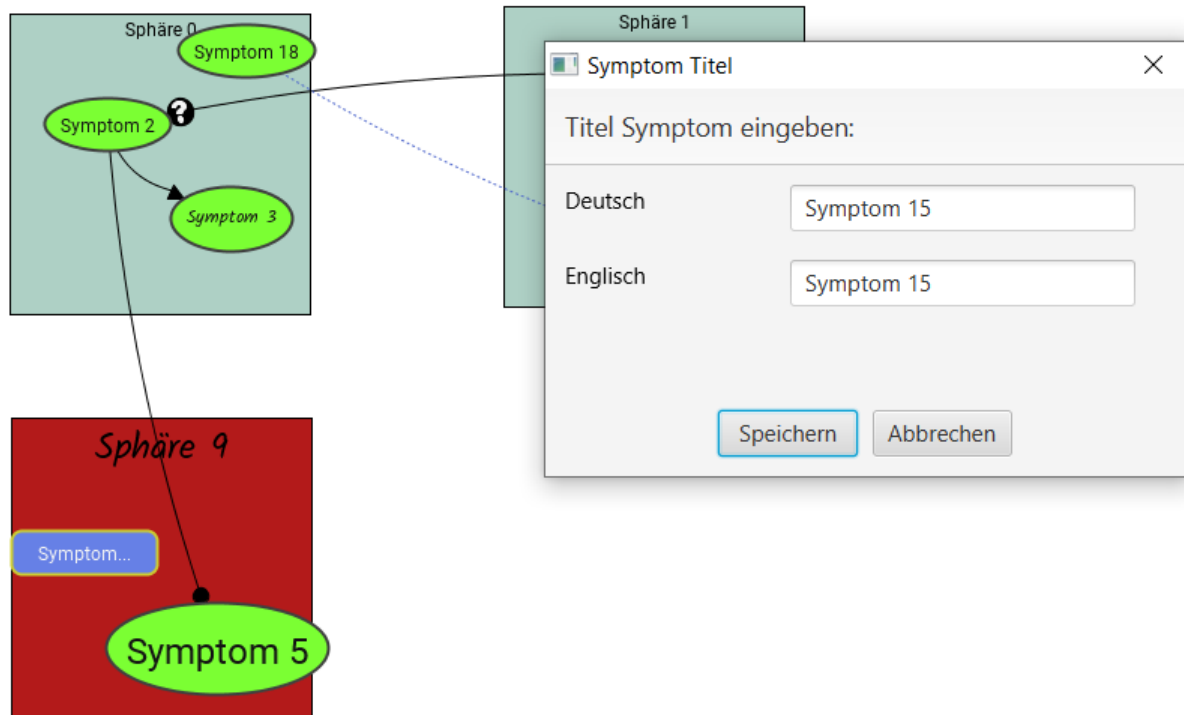 Sphäre 0
Symptom 18
Symptom 2
?
Symptom 3
Sphäre 1
Symptom Titel
Titel Symptom eingeben:
Deutsch
Symptom 15
Englisch
Symptom 15
Speichern
Abbrechen
Sphäre 9
Symptom...
Symptom 5